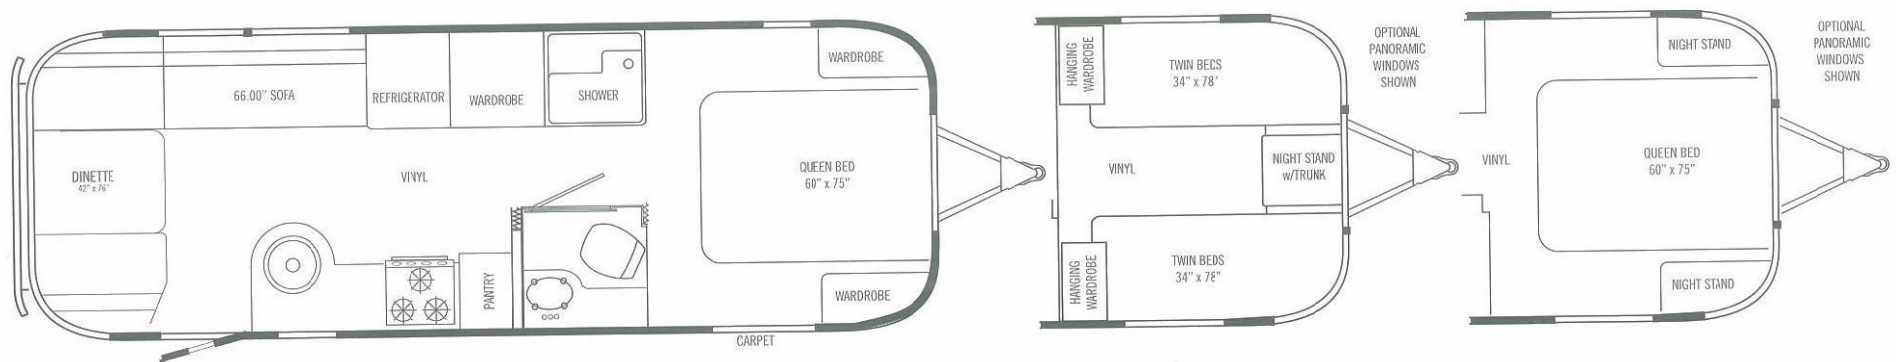 66.00" SOFA
REFRIGERATOR
WARDROBE
SHOWER
WARDROBE
DINETTE
42" x 76"
VINYL
QUEEN BED
60" x 75"
PANTRY
WARDROBE
CARPET
HANGING
WARDROBE
TWIN BEDS
34" x 78'
OPTIONAL
PANORAMIC
WINDOWS
SHOWN
VINYL
NIGHT STAND
w/TRUNK
HANGING
WARDROBE
TWIN BEDS
34" x 78"
NIGHT STAND
OPTIONAL
PANORAMIC
WINDOWS
SHOWN
VINYL
QUEEN BED
60" x 75"
NIGHT STAND